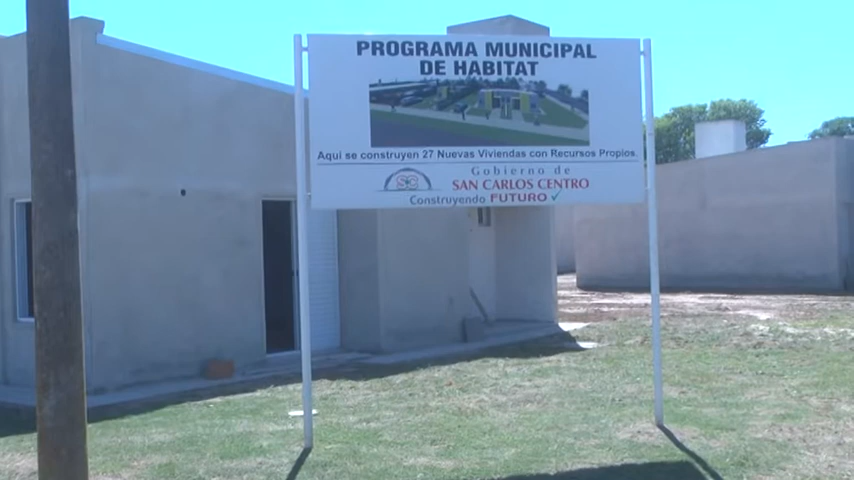 PROGRAMA MUNICIPAL
DE HABITAT
Aqui se construyen 27 Nuevas Viviendas con Recursos Propios.
Gobierno de
SAN CARLOS CENTRO
Construyendo FUTURO